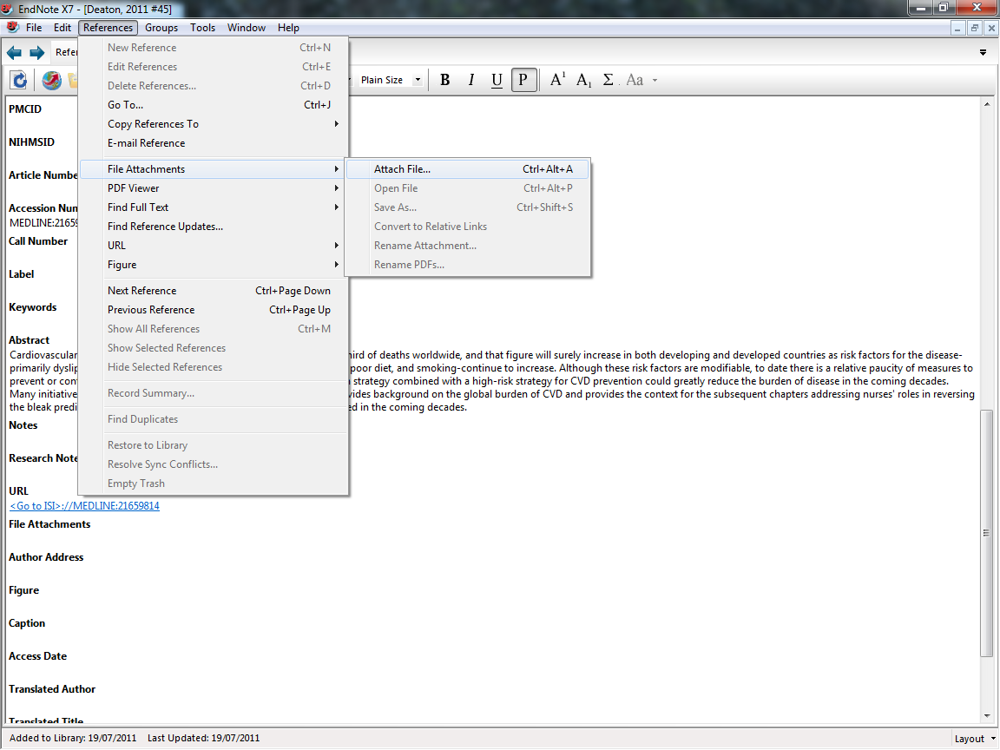 EndNote X7 - [Deaton, 2011 #45]
File Edit References Groups Tools Window Help
Refer
Plain Size B I U P A1 A1 Σ Aa
New Reference Ctrl+N
Edit References Ctrl+E
Delete References... Ctrl+D
Go To... Ctrl+J
Copy References To
E-mail Reference
File Attachments
PDF Viewer
Find Full Text
Find Reference Updates...
URL
Figure
Next Reference Ctrl+Page Down
Previous Reference Ctrl+Page Up
Show All References Ctrl+M
Show Selected References
Hide Selected References
Record Summary...
Find Duplicates
Restore to Library
Resolve Sync Conflicts...
Empty Trash
Attach File... Ctrl+Alt+A
Open File Ctrl+Alt+P
Save As... Ctrl+Shift+S
Convert to Relative Links
Rename Attachment...
Rename PDFs...
PMCID
NIHMSID
Article Numbe
Accession Num
MEDLINE:21659
Call Number
Label
Keywords
Abstract
Cardiovascular hird of deaths worldwide, and that figure will surely increase in both developing and developed countries as risk factors for the disease-
primarily dyslip poor diet, and smoking-continue to increase. Although these risk factors are modifiable, to date there is a relative paucity of measures to
prevent or con strategy combined with a high-risk strategy for CVD prevention could greatly reduce the burden of disease in the coming decades.
Many initiative vides background on the global burden of CVD and provides the context for the subsequent chapters addressing nurses' roles in reversing
the bleak predi ed in the coming decades.
Notes
Research Note
URL
<Go to ISI>://MEDLINE:21659814
File Attachments
Author Address
Figure
Caption
Access Date
Translated Author
Translated Title
Added to Library: 19/07/2011 Last Updated: 19/07/2011
Layout